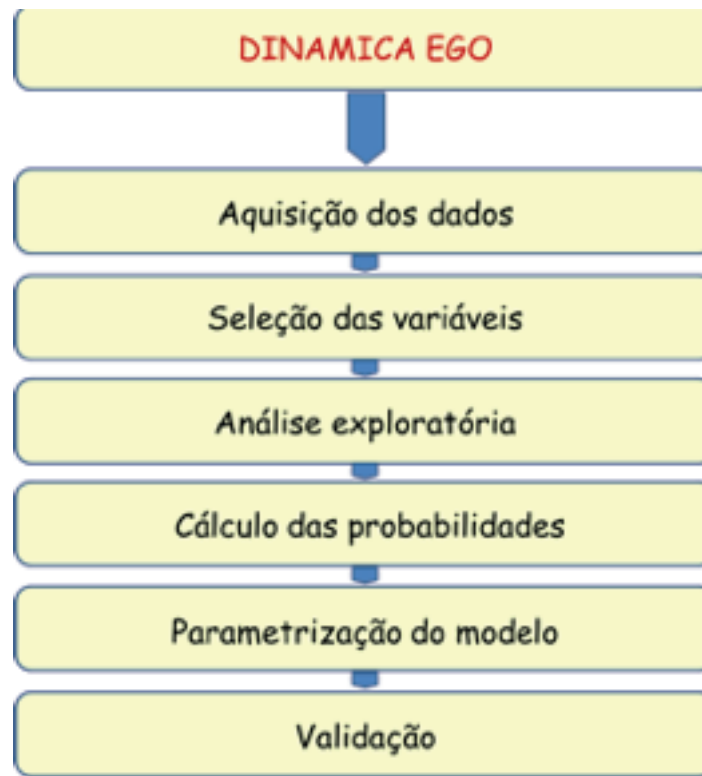 DINAMICA EGO
Aquisição dos dados
Seleção das variáveis
Análise exploratória
Cálculo das probabilidades
Parametrização do modelo
Validação